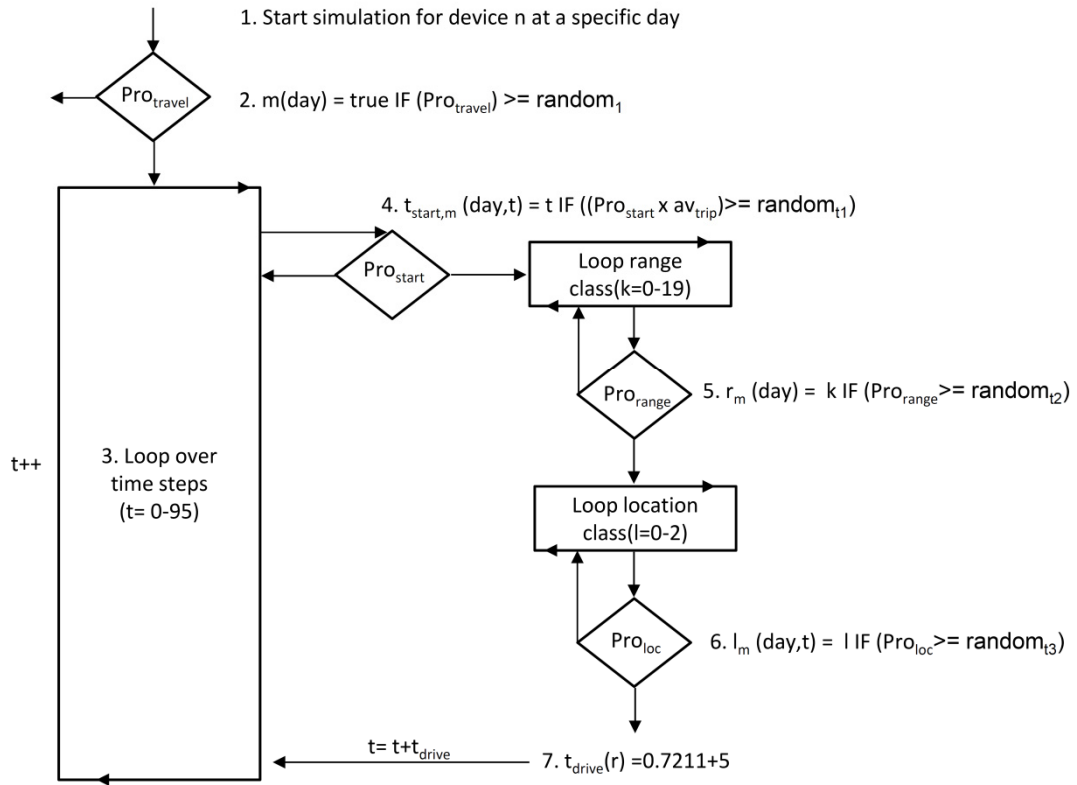 1. Start simulation for device n at a specific day
Pro_travel
2. m(day) = true IF (Pro_travel) >= random_1
4. t_start,m (day,t) = t IF ((Pro_start x av_trip)>= random_t1)
Pro_start
Loop range
class(k=0-19)
Pro_range
5. r_m (day) = k IF (Pro_range>= random_t2)
t++
3. Loop over
time steps
(t= 0-95)
Loop location
class(l=0-2)
Pro_loc
6. l_m (day,t) = l IF (Pro_loc>= random_t3)
t= t+t_drive
7. t_drive(r) =0.7211+5